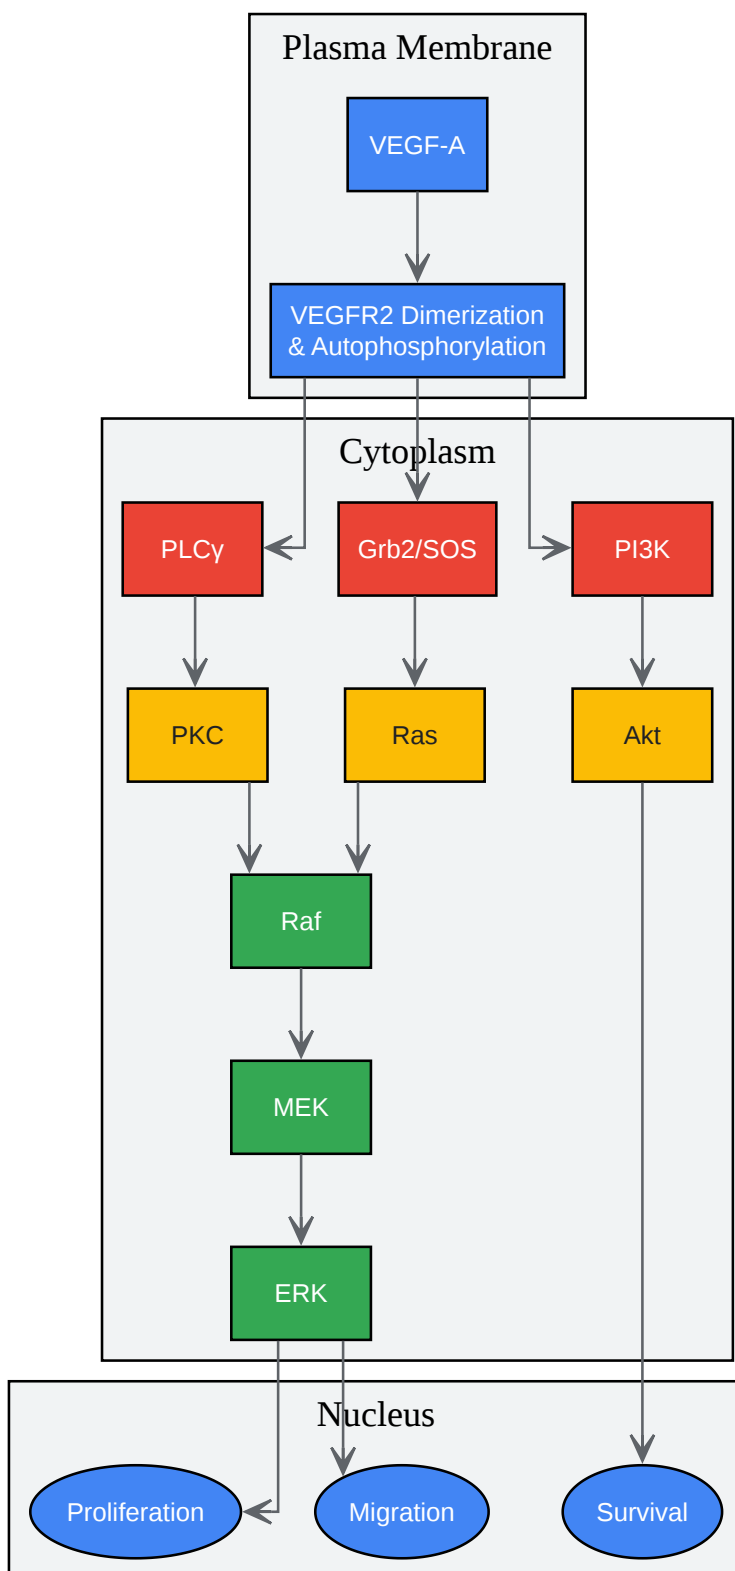 Plasma Membrane
VEGF-A
VEGFR2 Dimerization
& Autophosphorylation
Cytoplasm
PLCγ
Grb2/SOS
PI3K
PKC
Ras
Akt
Raf
MEK
ERK
Nucleus
Proliferation
Migration
Survival